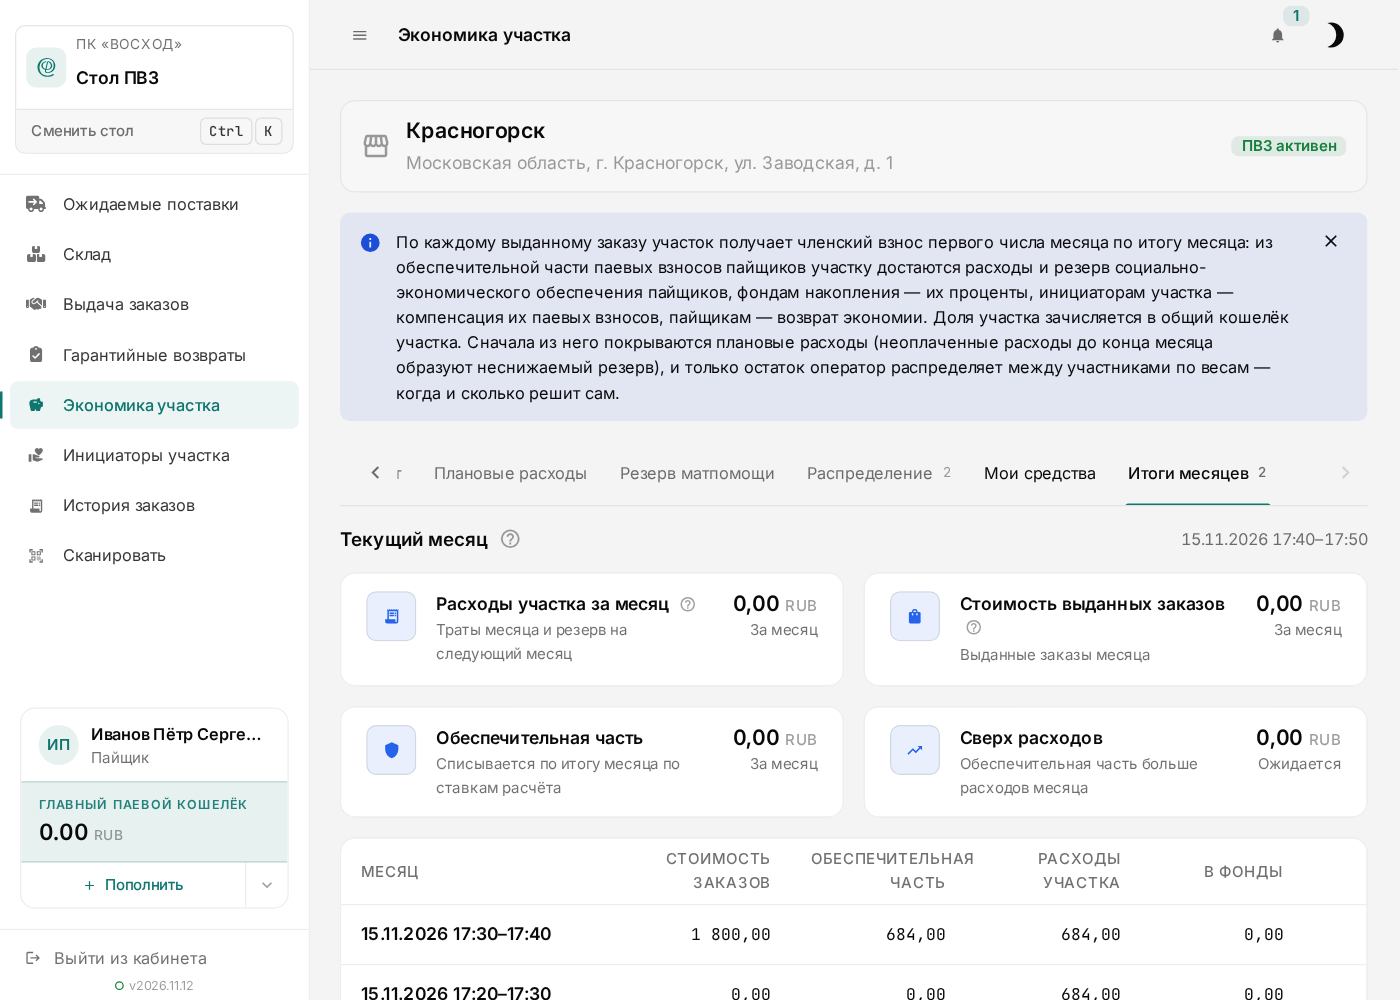 ПК «ВОСХОД»
Стол ПВЗ
Сменить стол
Ctrl K
Ожидаемые поставки
Склад
Выдача заказов
Гарантийные возвраты
Экономика участка
Инициаторы участка
История заказов
Сканировать
ИП
Иванов Пётр Серге...
Пайщик
ГЛАВНЫЙ ПАЕВОЙ КОШЕЛЁК
0.00 RUB
+ Пополнить
Выйти из кабинета
v2026.11.12
Экономика участка
1
Красногорск
Московская область, г. Красногорск, ул. Заводская, д. 1
ПВЗ активен
По каждому выданному заказу участок получает членский взнос первого числа месяца по итогу месяца: из
обеспечительной части паевых взносов пайщиков участку достаются расходы и резерв социально-
экономического обеспечения пайщиков, фондам накопления — их проценты, инициаторам участка —
компенсация их паевых взносов, пайщикам — возврат экономии. Доля участка зачисляется в общий кошелёк
участка. Сначала из него покрываются плановые расходы (неоплаченные расходы до конца месяца
образуют неснижаемый резерв), и только остаток оператор распределяет между участниками по весам —
когда и сколько решит сам.
т Плановые расходы Резерв матпомощи Распределение 2 Мои средства Итоги месяцев 2
Текущий месяц
15.11.2026 17:40–17:50
Расходы участка за месяц
Траты месяца и резерв на
следующий месяц
0,00 RUB
За месяц
Стоимость выданных заказов
Выданные заказы месяца
0,00 RUB
За месяц
Обеспечительная часть
Списывается по итогу месяца по
ставкам расчёта
0,00 RUB
За месяц
Сверх расходов
Обеспечительная часть больше
расходов месяца
0,00 RUB
Ожидается
МЕСЯЦ СТОИМОСТЬ ЗАКАЗОВ ОБЕСПЕЧИТЕЛЬНАЯ ЧАСТЬ РАСХОДЫ УЧАСТКА В ФОНДЫ
15.11.2026 17:30–17:40 1 800,00 684,00 684,00 0,00
15.11.2026 17:20–17:30 0,00 0,00 684,00 0,00